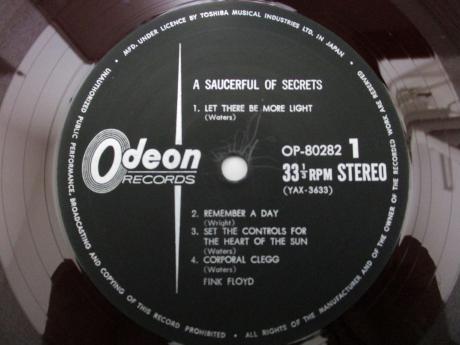 MFD. UNDER LICENCE BY TOSHIBA MUSICAL INDUSTRIES LTD. IN JAPAN
A SAUCERFUL OF SECRETS
1. LET THERE BE MORE LIGHT
(Waters)
Odeon
RECORDS
OP-80282 1
33⅓RPM STEREO
(YAX-3633)
2. REMEMBER A DAY
(Wright)
3. SET THE CONTROLS FOR
THE HEART OF THE SUN
(Waters)
4. CORPORAL CLEGG
(Waters)
FINK FLOYD
UNAUTHORIZED PUBLIC PERFORMANCE, BROADCASTING AND COPYING OF THIS RECORD PROHIBITED • ALL RIGHTS OF THE MANUFACTURER AND OF THE OWNER OF THE RECORDED WORK ARE RESERVED